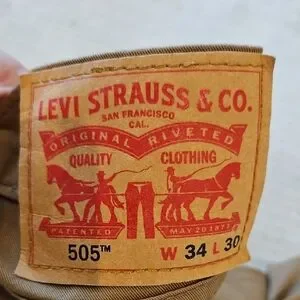 LEVI STRAUSS & CO.
SAN FRANCISCO
CAL.
ORIGINAL RIVETED
QUALITY CLOTHING
PATENTED MAY 20 1873
505™ W 34 L 30